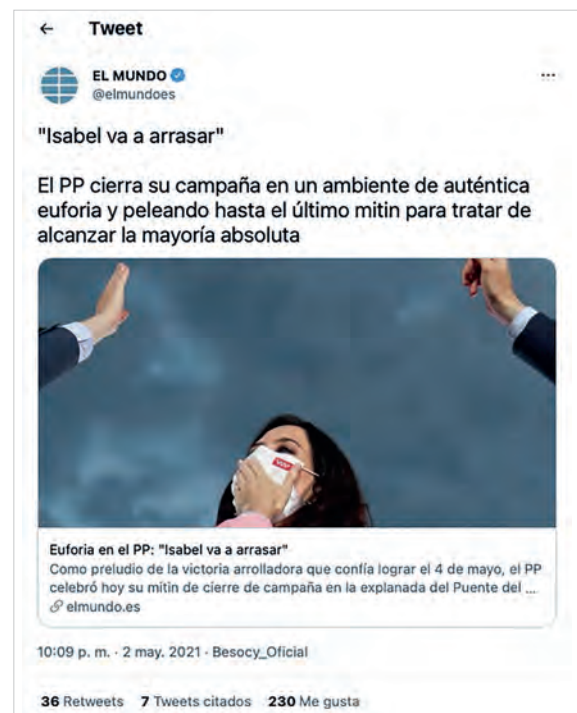 ← Tweet
EL MUNDO
@elmundoes
...
"Isabel va a arrasar"
El PP cierra su campaña en un ambiente de auténtica
euforia y peleando hasta el último mitin para tratar de
alcanzar la mayoría absoluta
Euforia en el PP: "Isabel va a arrasar"
Como preludio de la victoria arrolladora que confía lograr el 4 de mayo, el PP
celebró hoy su mitin de cierre de campaña en la explanada del Puente del ...
elmundo.es
10:09 p. m. · 2 may. 2021 · Besocy_Oficial
36 Retweets 7 Tweets citados 230 Me gusta